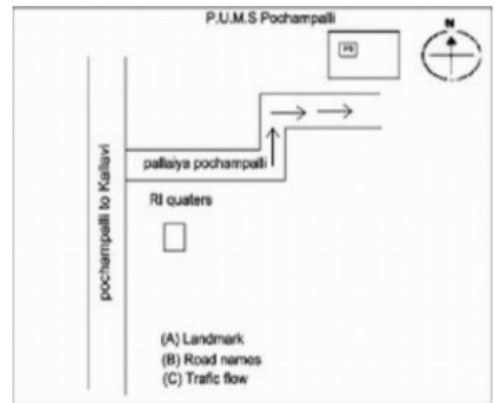 P.U.M.S Pochampalli
N
PS
pallaiya pochampalli
pochampalli to Kallavi
RI quaters
(A) Landmark
(B) Road names
(C) Trafic flow